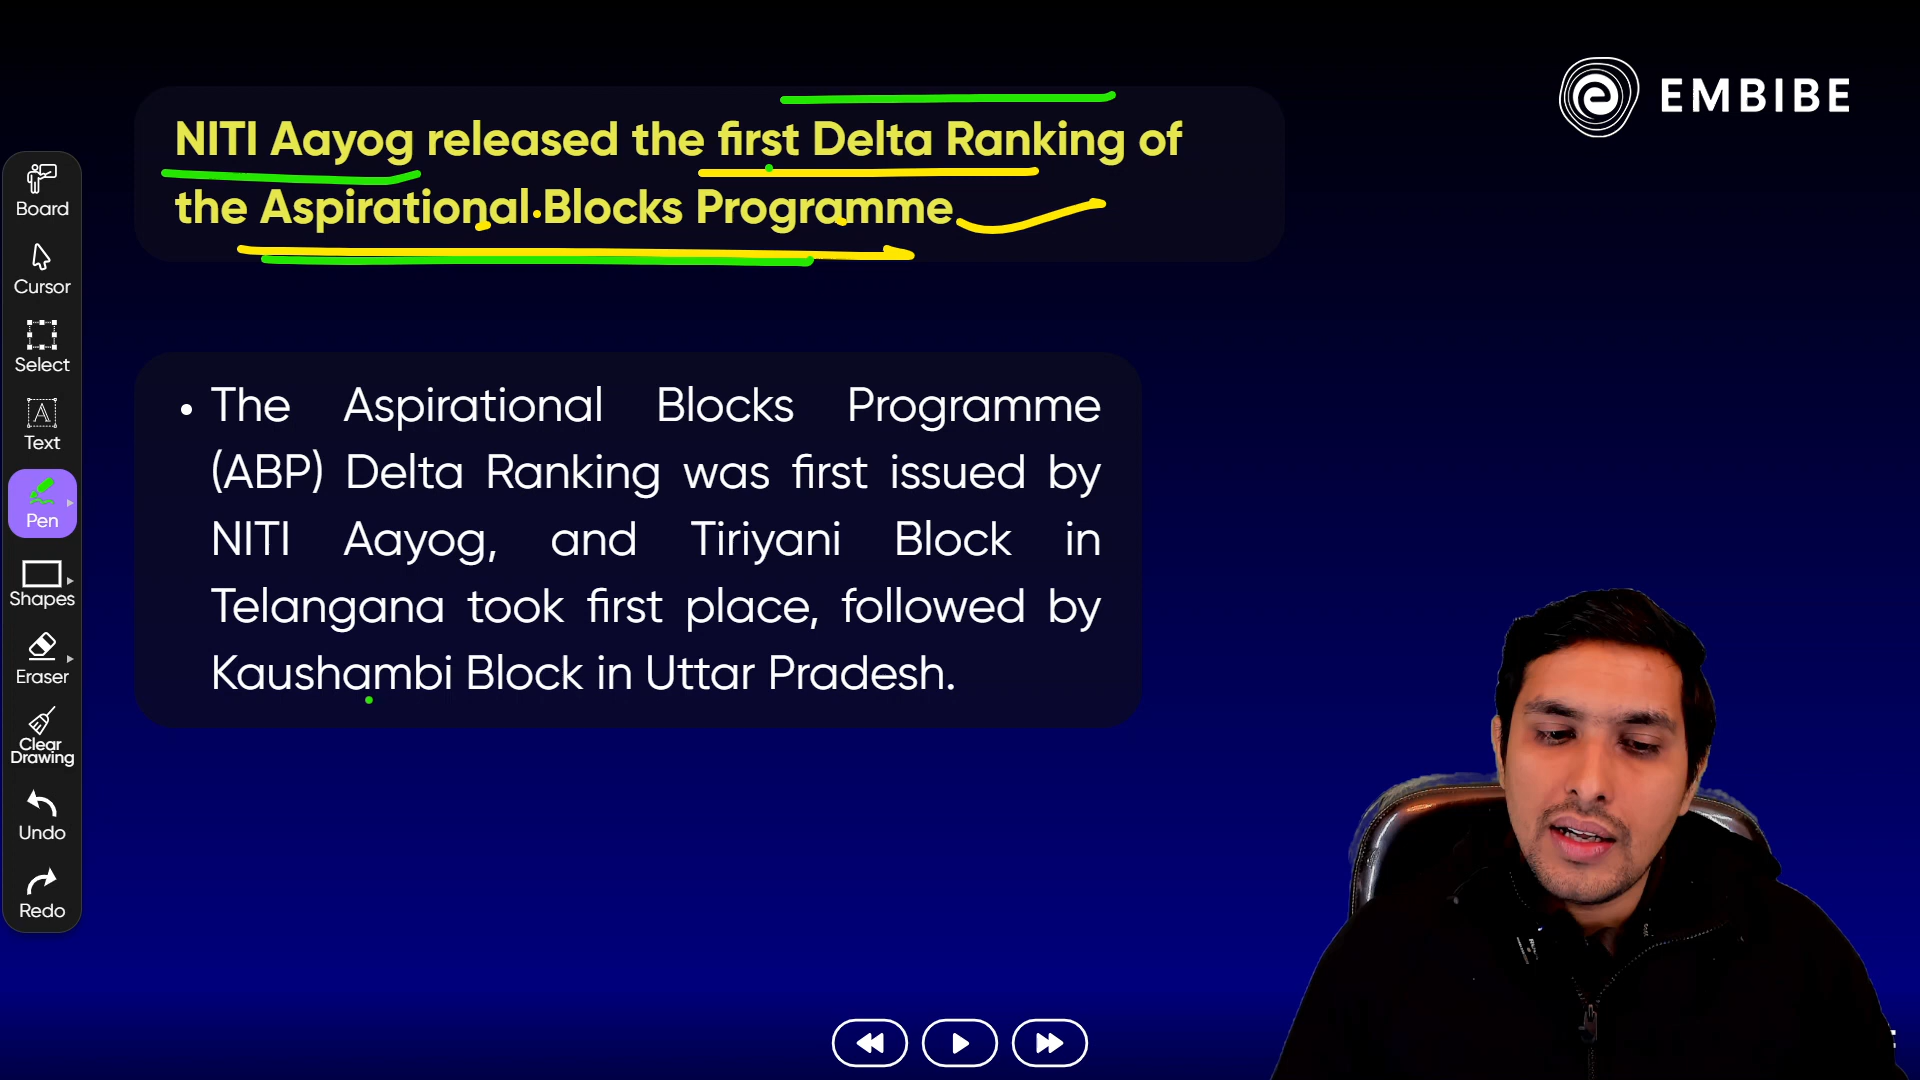 EMBIBE
NITI Aayog released the first Delta Ranking of
the Aspirational Blocks Programme
Board
Cursor
Select
Text
Pen
Shapes
Eraser
Clear
Drawing
Undo
Redo
• The Aspirational Blocks Programme
(ABP) Delta Ranking was first issued by
NITI Aayog, and Tiriyani Block in
Telangana took first place, followed by
Kaushambi Block in Uttar Pradesh.